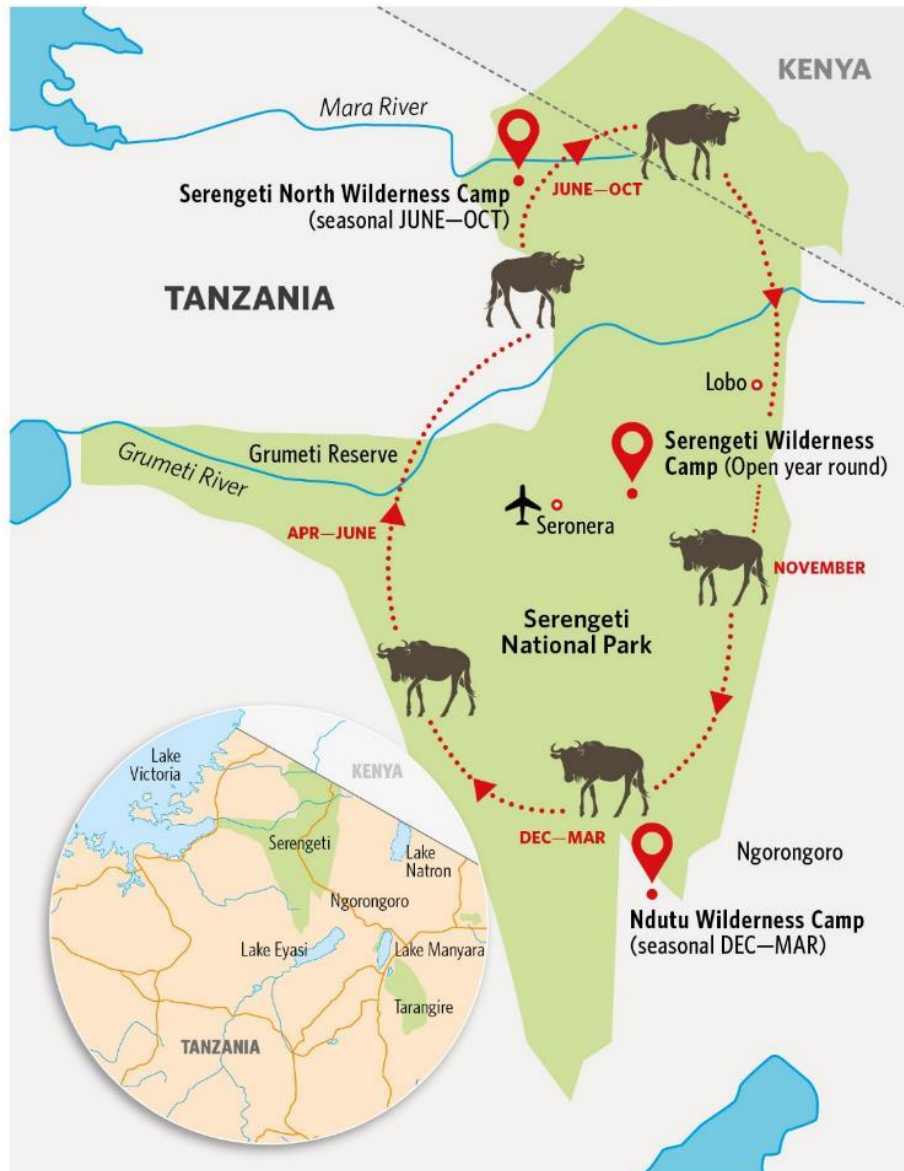 KENYA
Mara River
Serengeti North Wilderness Camp
(seasonal JUNE—OCT)
JUNE—OCT
TANZANIA
Lobo
Grumeti Reserve
Grumeti River
Serengeti Wilderness
Camp (Open year round)
Seronera
APR—JUNE
NOVEMBER
Serengeti
National Park
DEC—MAR
Ngorongoro
Ndutu Wilderness Camp
(seasonal DEC—MAR)
Lake
Victoria
KENYA
Serengeti
Lake
Natron
Ngorongoro
Lake Eyasi
Lake Manyara
Tarangire
TANZANIA